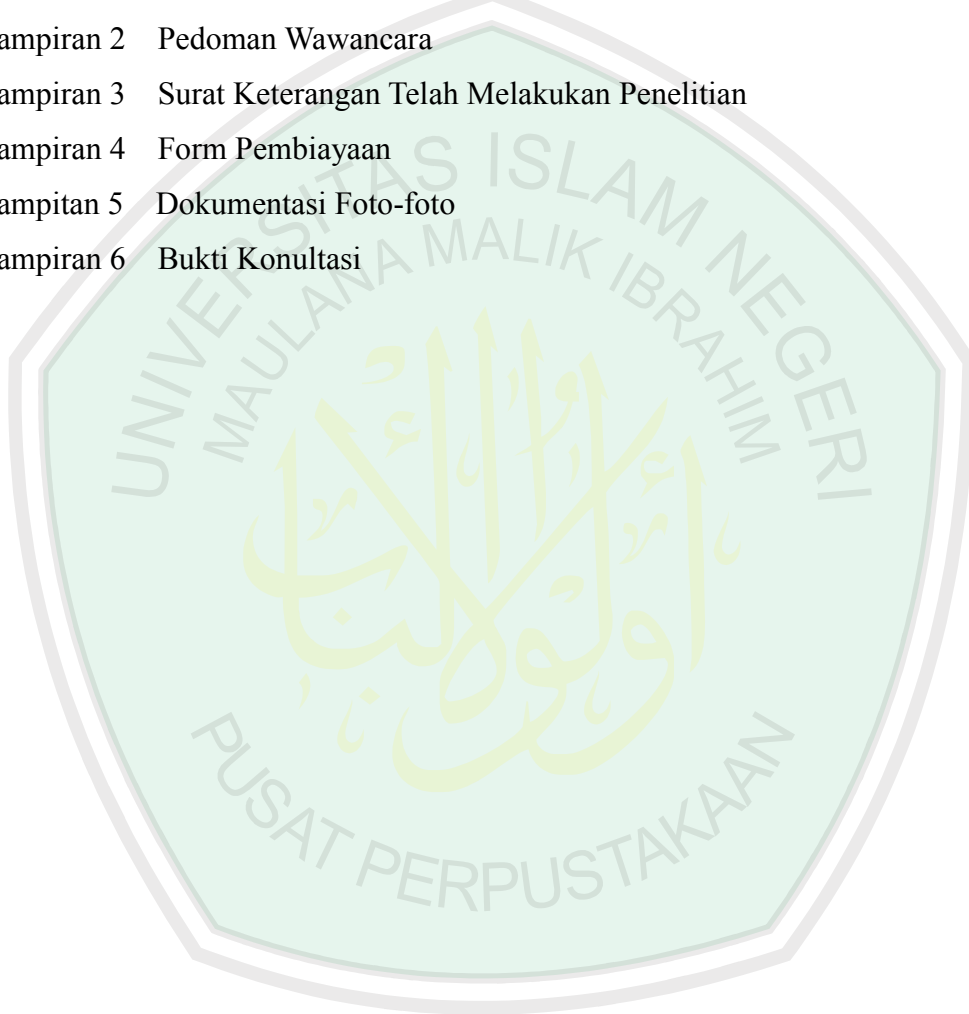 ampiran 2 Pedoman Wawancara
ampiran 3 Surat Keterangan Telah Melakukan Penelitian
ampiran 4 Form Pembiayaan
ampitan 5 Dokumentasi Foto-foto
ampiran 6 Bukti Konultasi
UNIVERSITAS ISLAM NEGERI
MAULANA MALIK IBRAHIM
PUSAT PERPUSTAKAAN